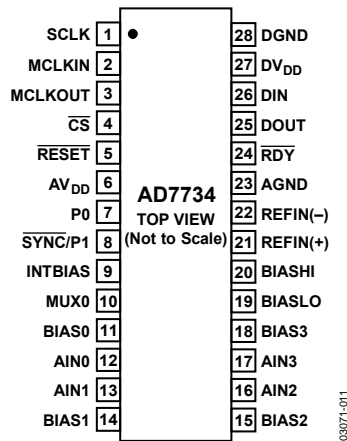 SCLK 1 28 DGND
MCLKIN 2 27 DVDD
MCLKOUT 3 26 DIN
CS 4 25 DOUT
RESET 5 24 RDY
AVDD 6 23 AGND
AD7734
TOP VIEW
(Not to Scale)
P0 7 22 REFIN(–)
SYNC/P1 8 21 REFIN(+)
INTBIAS 9 20 BIASHI
MUX0 10 19 BIASLO
BIAS0 11 18 BIAS3
AIN0 12 17 AIN3
AIN1 13 16 AIN2
BIAS1 14 15 BIAS2
03071-011